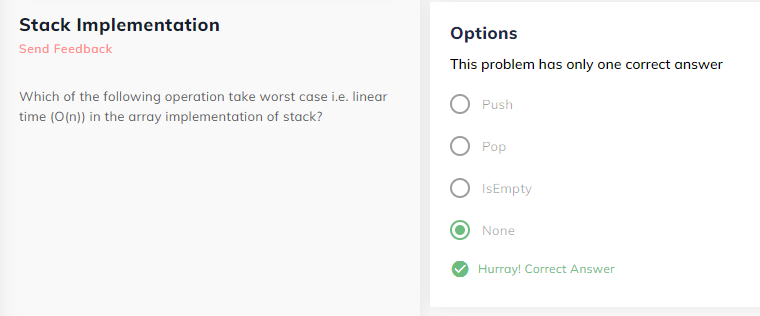 Stack Implementation
Send Feedback
Which of the following operation take worst case i.e. linear
time (O(n)) in the array implementation of stack?
Options
This problem has only one correct answer
Push
Pop
IsEmpty
None
Hurray! Correct Answer